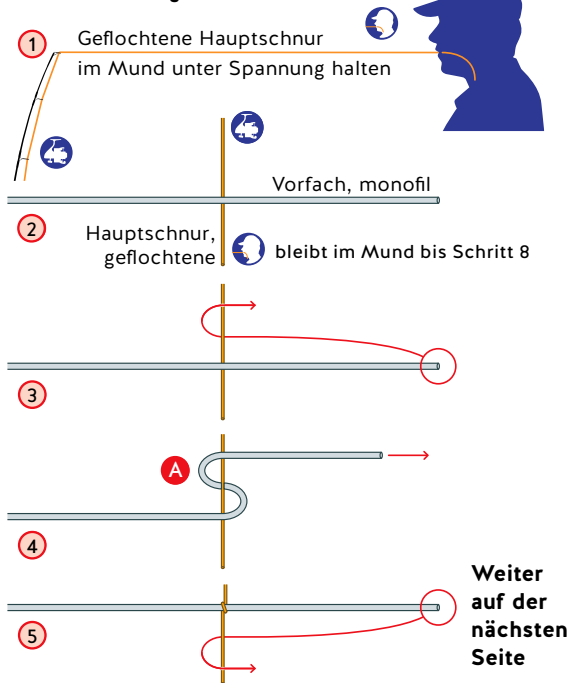 1
Geflochtene Hauptschnur
im Mund unter Spannung halten
Vorfach, monofil
2
Hauptschnur,
geflochtene
bleibt im Mund bis Schritt 8
3
A
4
5
Weiter
auf der
nächsten
Seite